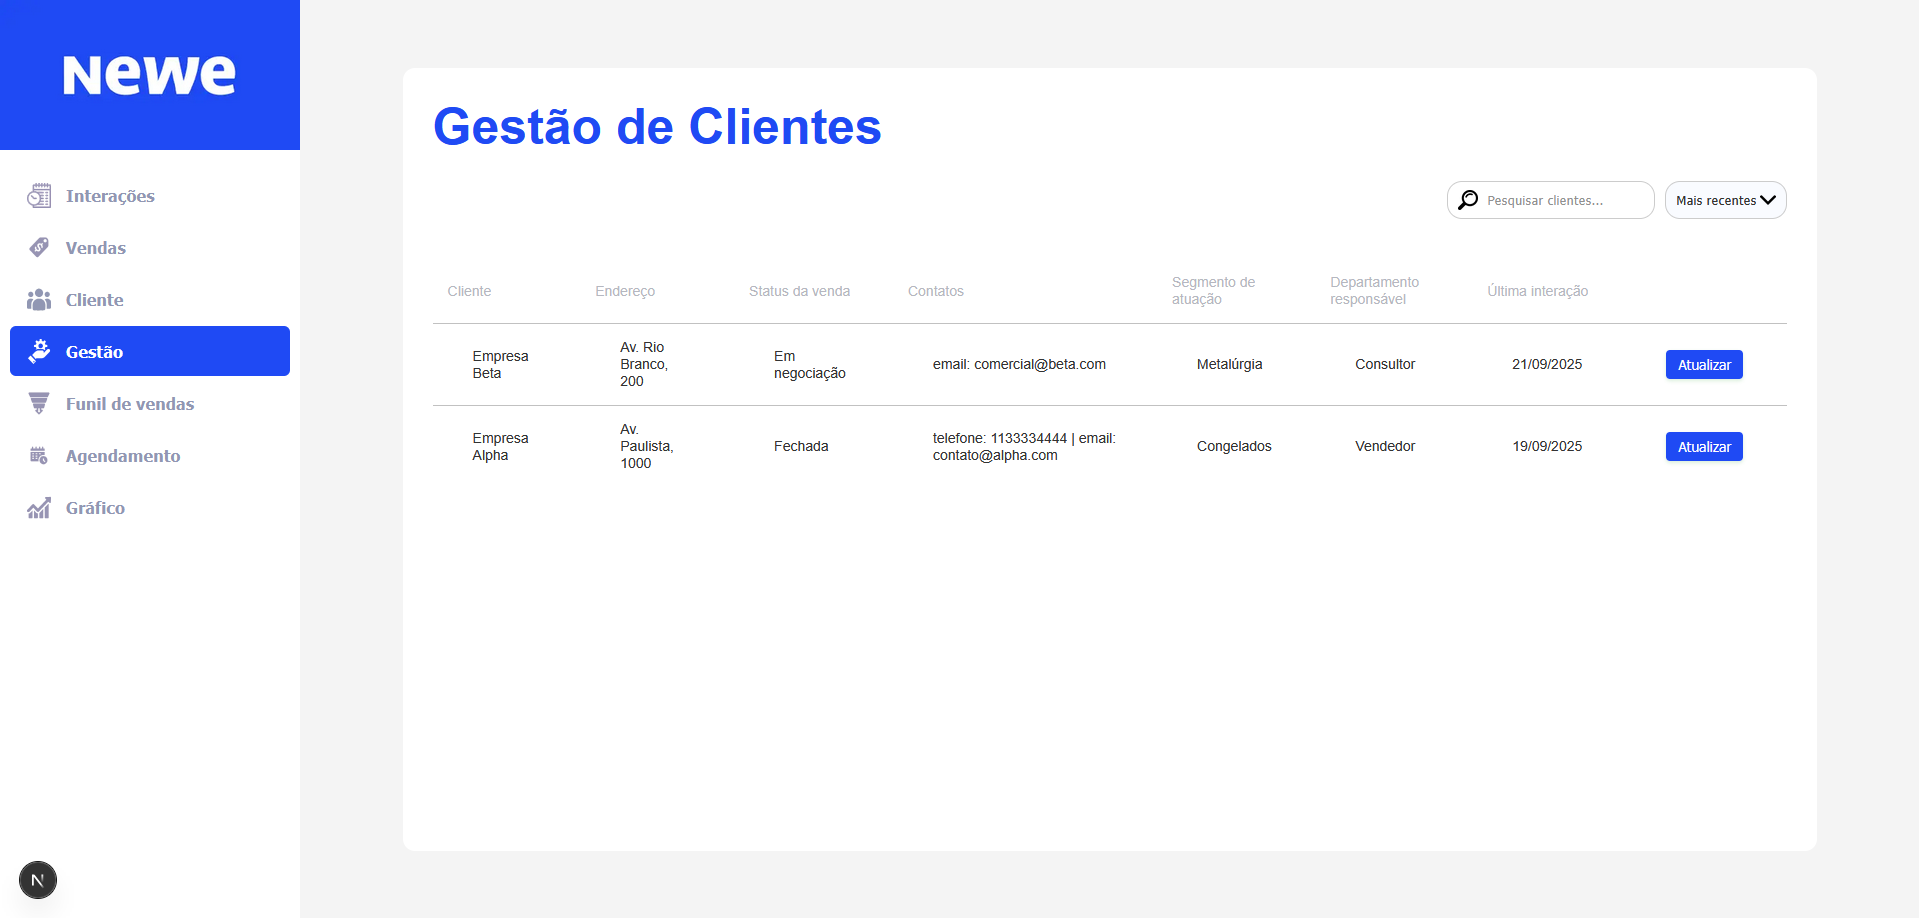 Newe
Interações
Vendas
Cliente
Gestão
Funil de vendas
Agendamento
Gráfico
N
Gestão de Clientes
Pesquisar clientes...
Mais recentes
Cliente
Endereço
Status da venda
Contatos
Segmento de
atuação
Departamento
responsável
Última interação
Empresa
Beta
Av. Rio
Branco,
200
Em
negociação
email: comercial@beta.com
Metalúrgia
Consultor
21/09/2025
Atualizar
Empresa
Alpha
Av.
Paulista,
1000
Fechada
telefone: 1133334444 | email:
contato@alpha.com
Congelados
Vendedor
19/09/2025
Atualizar